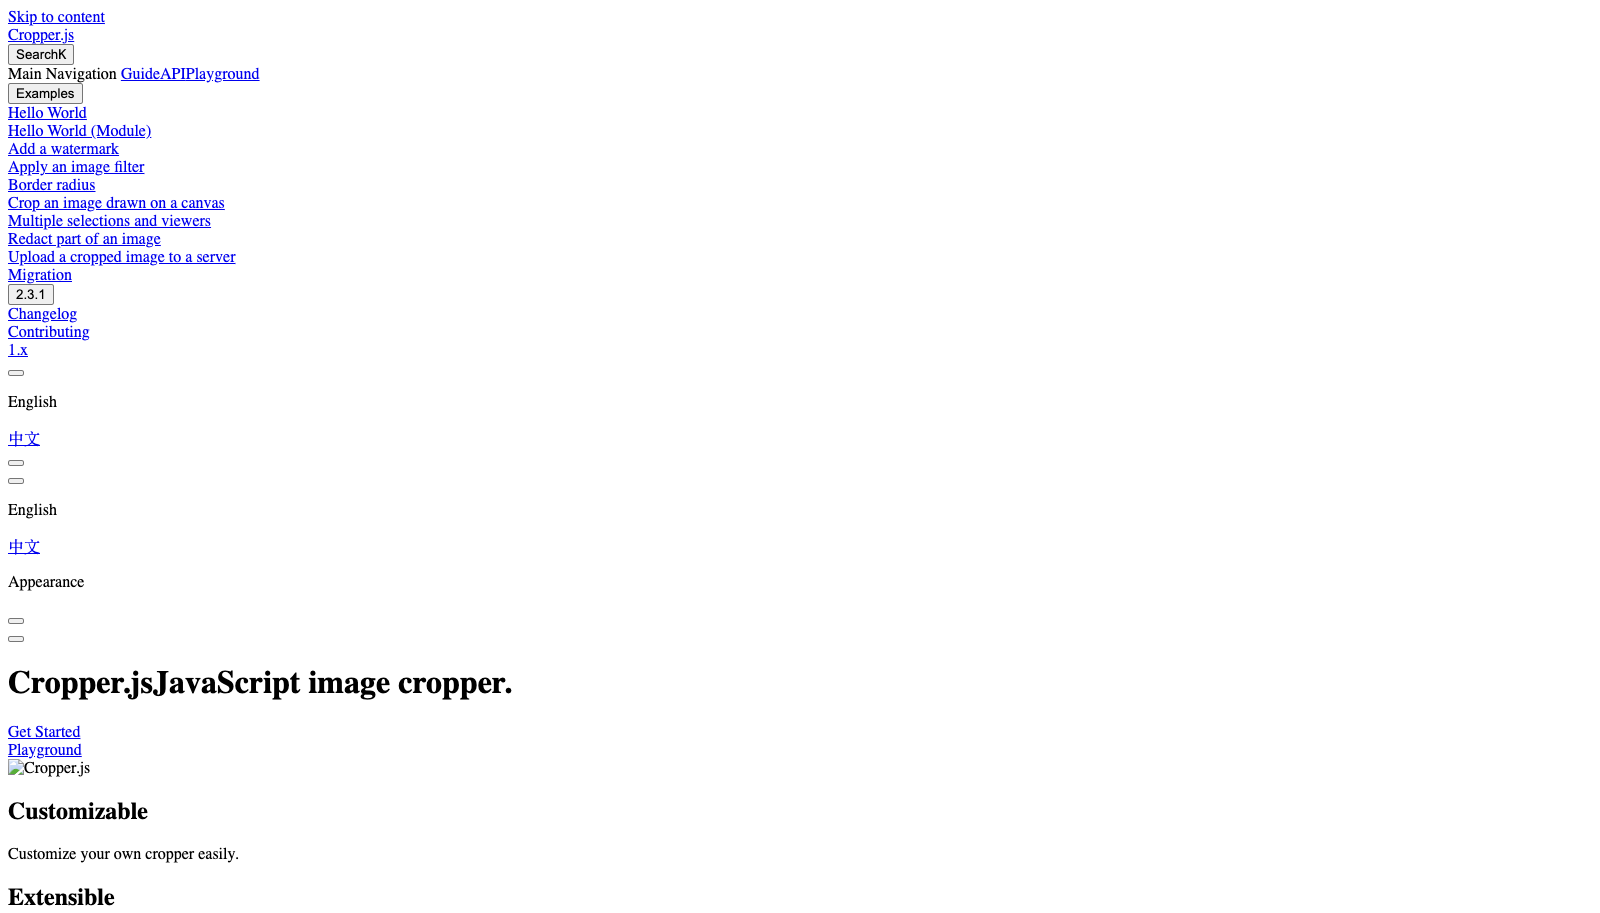 Skip to content
Cropper.js
SearchK
Main Navigation GuideAPIPlayground
Examples
Hello World
Hello World (Module)
Add a watermark
Apply an image filter
Border radius
Crop an image drawn on a canvas
Multiple selections and viewers
Redact part of an image
Upload a cropped image to a server
Migration
2.3.1
Changelog
Contributing
1.x
English
中文
English
中文
Appearance
Cropper.jsJavaScript image cropper.
Get Started
Playground
Cropper.js
Customizable
Customize your own cropper easily.
Extensible